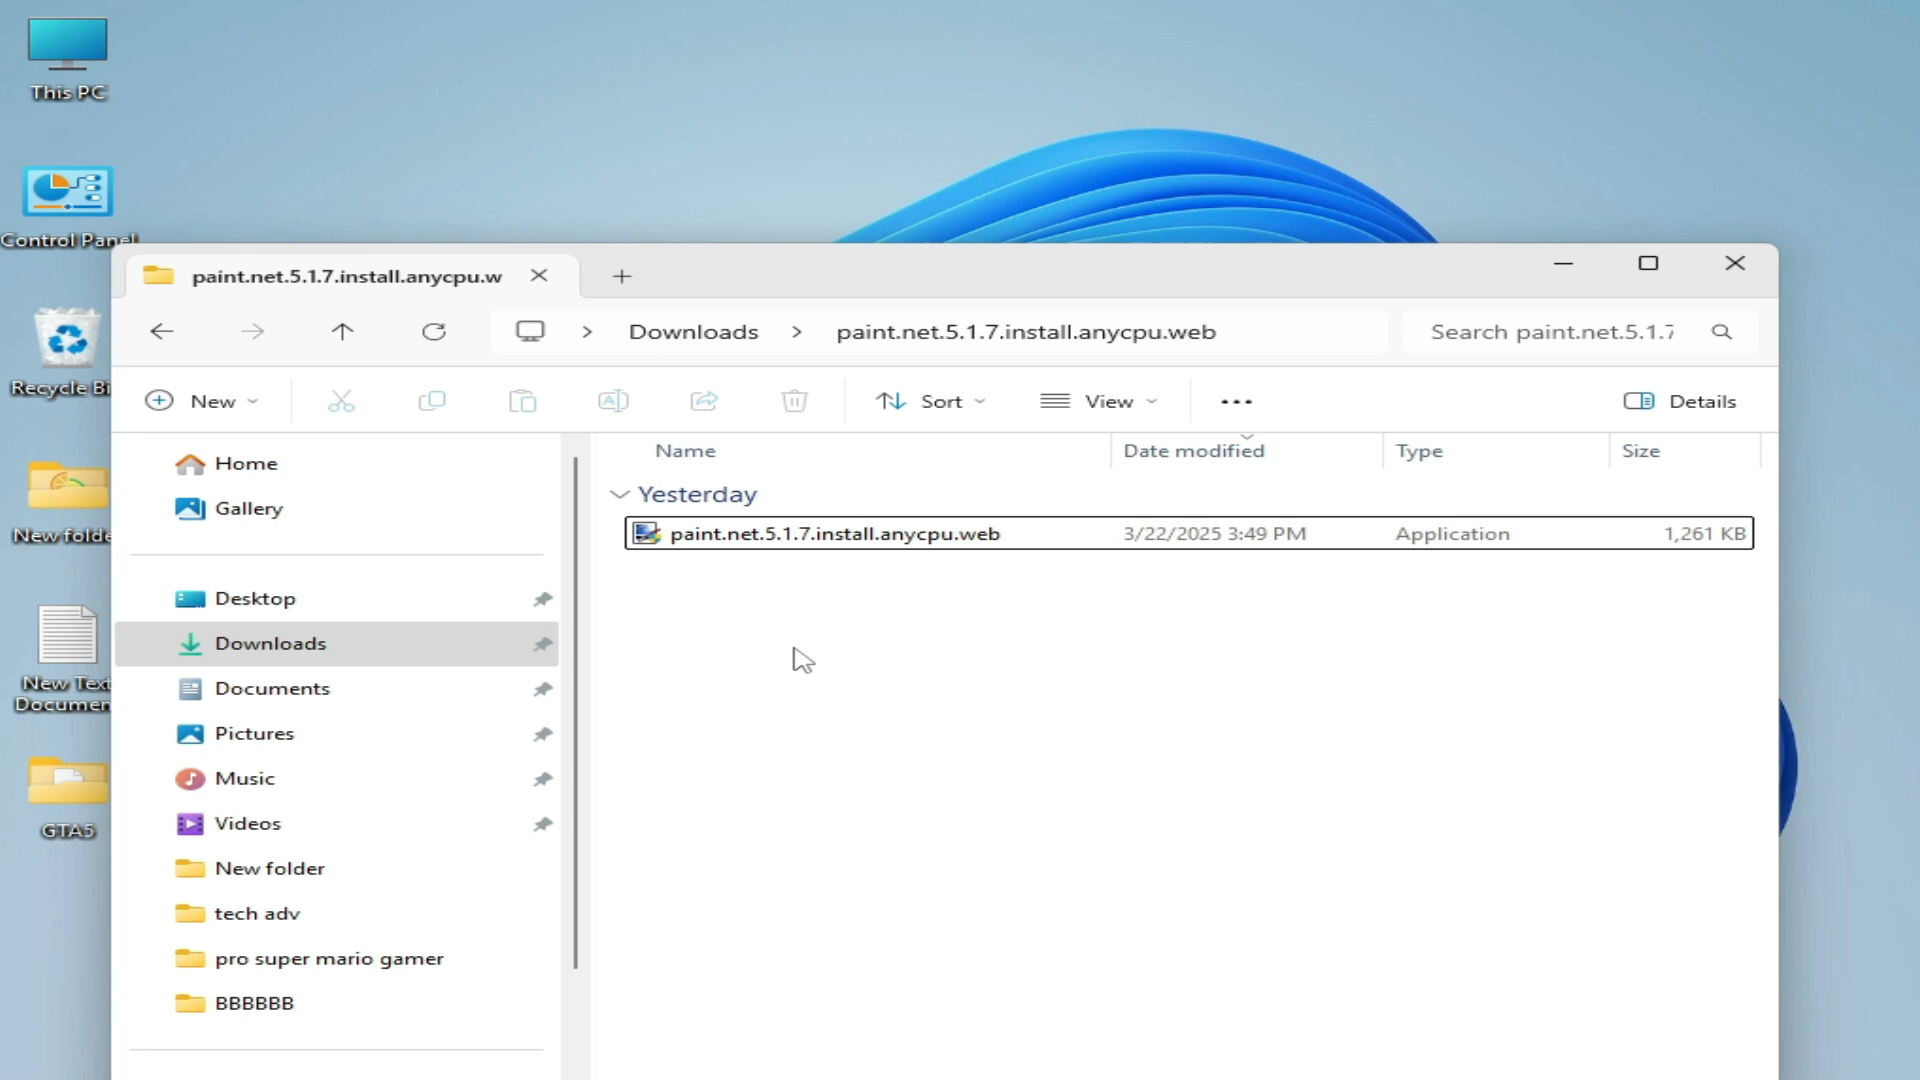 This PC
Control Panel
Recycle Bi
New folde
New Text
Documen
GTA5
paint.net.5.1.7.install.anycpu.w
Downloads
paint.net.5.1.7.install.anycpu.web
Search paint.net.5.1.7
New
Sort
View
Details
Home
Gallery
Desktop
Downloads
Documents
Pictures
Music
Videos
New folder
tech adv
pro super mario gamer
BBBBBB
Name Date modified Type Size
Yesterday
paint.net.5.1.7.install.anycpu.web 3/22/2025 3:49 PM Application 1,261 KB